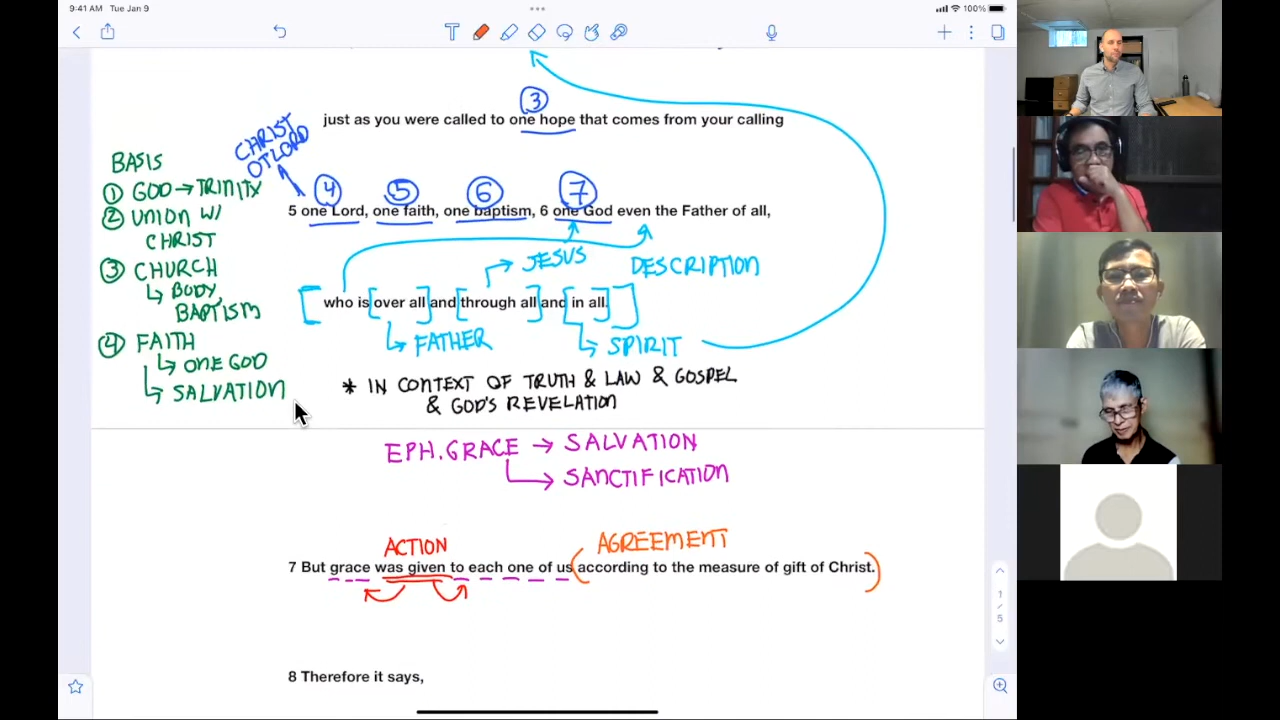 9:41 AM Tue Jan 9
100%
3
just as you were called to one hope that comes from your calling
CHRIST
OT LORD
BASIS
1 GOD → TRINITY
2 UNION W/
CHRIST
3 CHURCH
↳ BODY,
BAPTISM
4 FAITH
↳ ONE GOD
↳ SALVATION
4 5 6 7
5 one Lord, one faith, one baptism, 6 one God even the Father of all,
JESUS
DESCRIPTION
[who is [over all] and [through all] and [in all.]]
↳ FATHER
↳ SPIRIT
* IN CONTEXT OF TRUTH & LAW & GOSPEL
& GOD'S REVELATION
EPH. GRACE → SALVATION
↳ SANCTIFICATION
ACTION
AGREEMENT
7 But grace was given to each one of us (according to the measure of gift of Christ.)
1
/
5
8 Therefore it says,